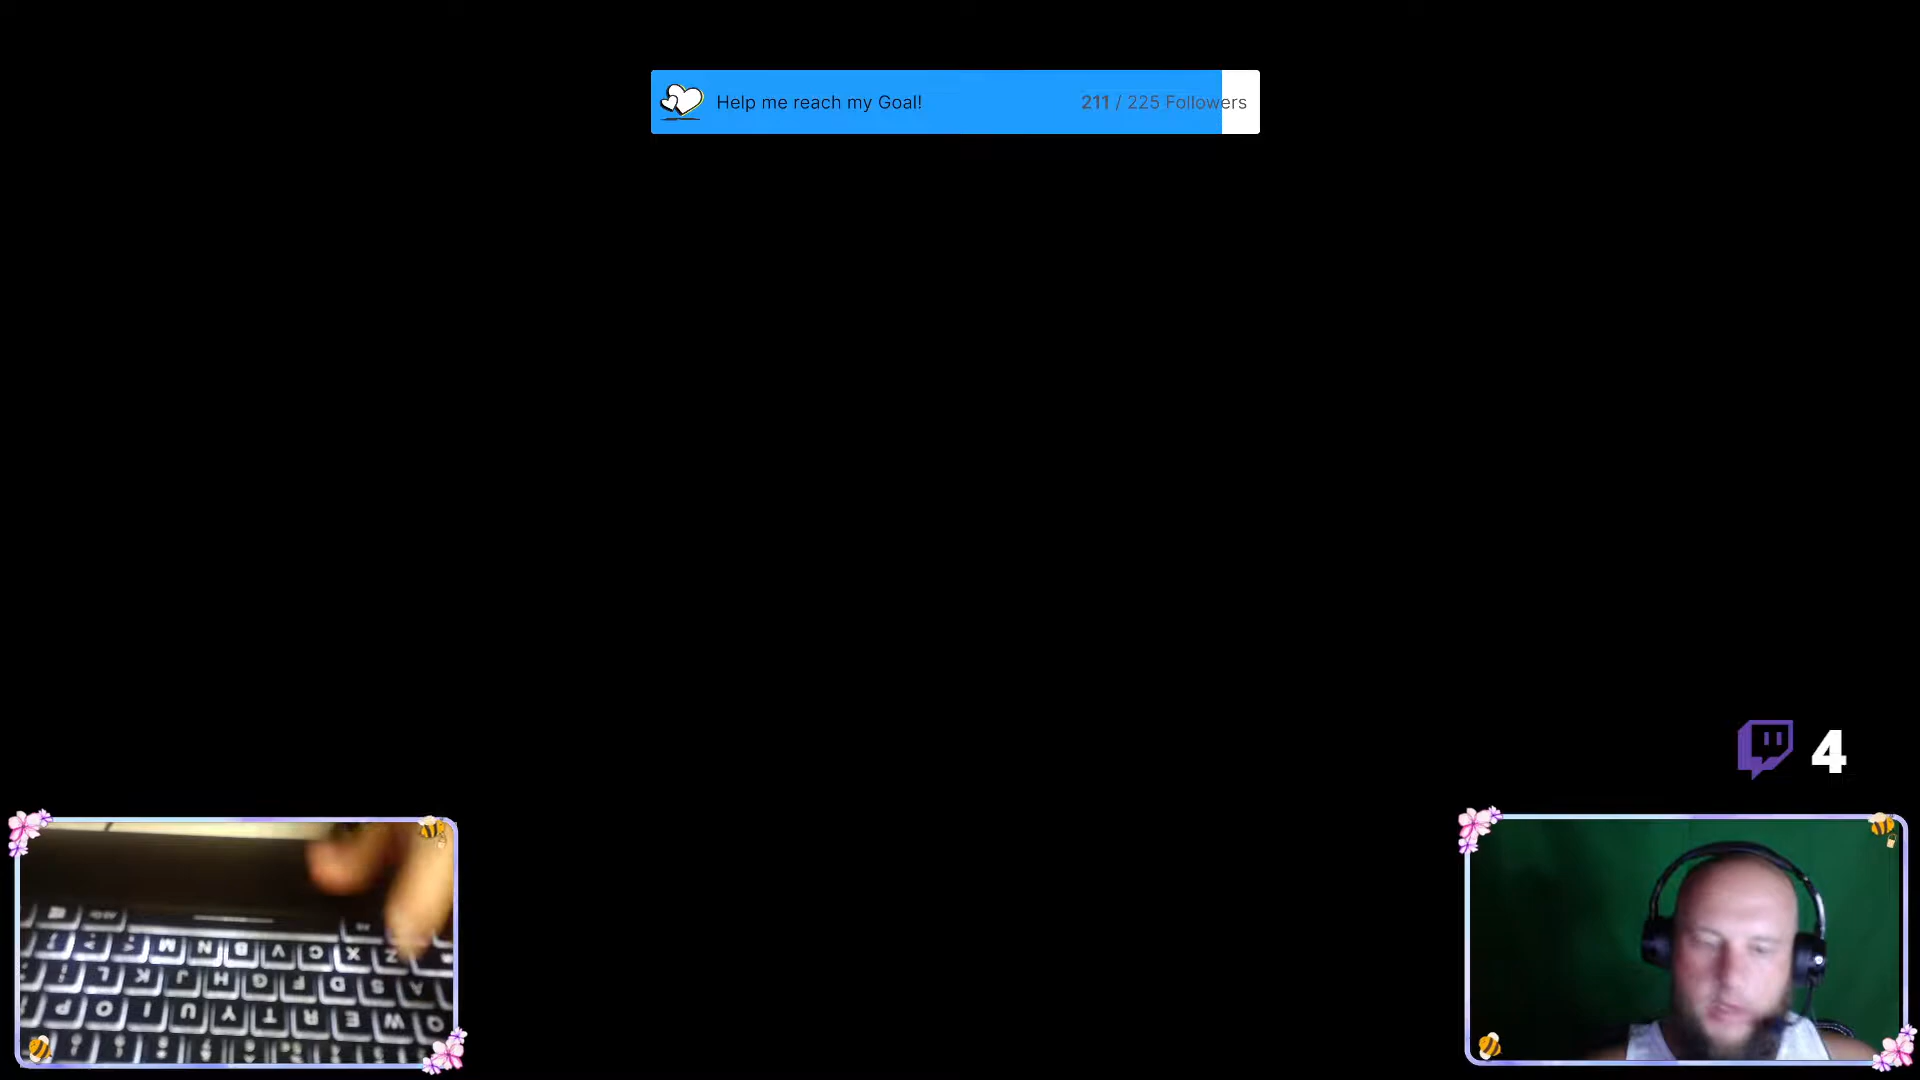 Help me reach my Goal!
211 / 225 Followers
4
M N B V C X Z
L K J H G F D S A
P O I U Y T R E W Q